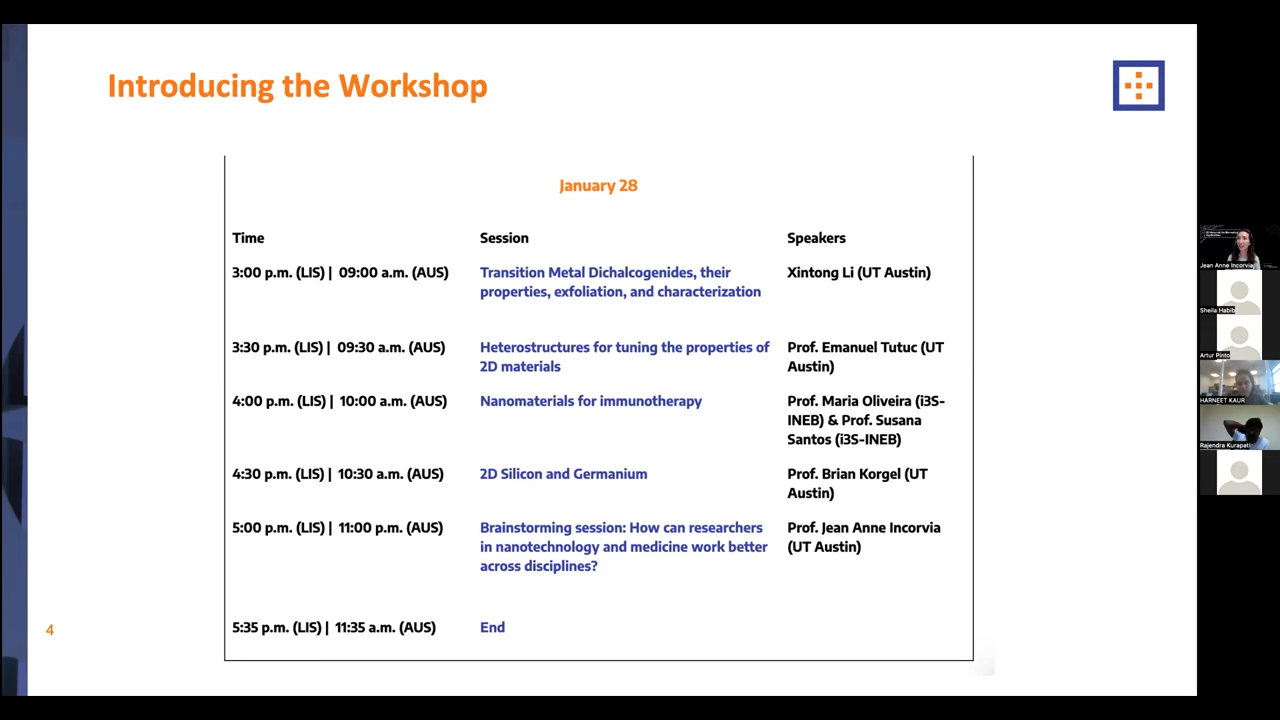 Introducing the Workshop
January 28
Time Session Speakers
3:00 p.m. (LIS) | 09:00 a.m. (AUS) Transition Metal Dichalcogenides, their Xintong Li (UT Austin)
properties, exfoliation, and characterization
3:30 p.m. (LIS) | 09:30 a.m. (AUS) Heterostructures for tuning the properties of Prof. Emanuel Tutuc (UT
2D materials Austin)
4:00 p.m. (LIS) | 10:00 a.m. (AUS) Nanomaterials for immunotherapy Prof. Maria Oliveira (i3S-
INEB) & Prof. Susana
Santos (i3S-INEB)
4:30 p.m. (LIS) | 10:30 a.m. (AUS) 2D Silicon and Germanium Prof. Brian Korgel (UT
Austin)
5:00 p.m. (LIS) | 11:00 p.m. (AUS) Brainstorming session: How can researchers Prof. Jean Anne Incorvia
in nanotechnology and medicine work better (UT Austin)
across disciplines?
5:35 p.m. (LIS) | 11:35 a.m. (AUS) End
4
Jean Anne Incorvia
Sheila Habib
Artur Pinto
HARNEET KAUR
Rajendra Kurapati